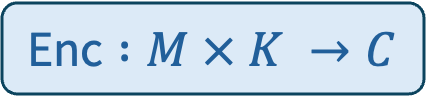 Enc : M × K → C